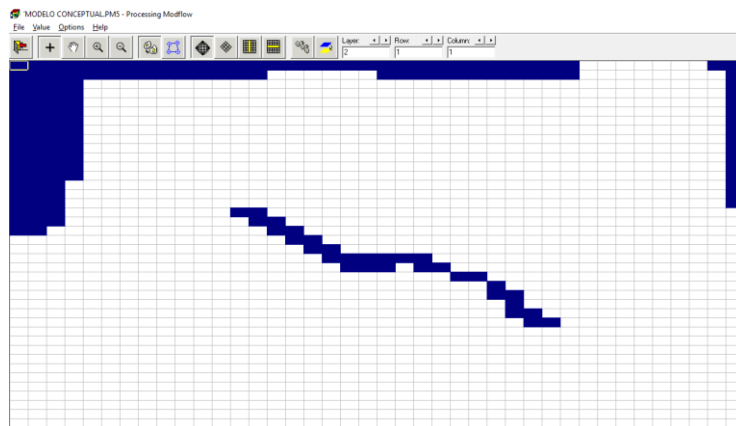 "MODELO CONCEPTUAL.PM5 - Processing Modflow
File Value Options Help
Layer: Row: Column:
2 1 1